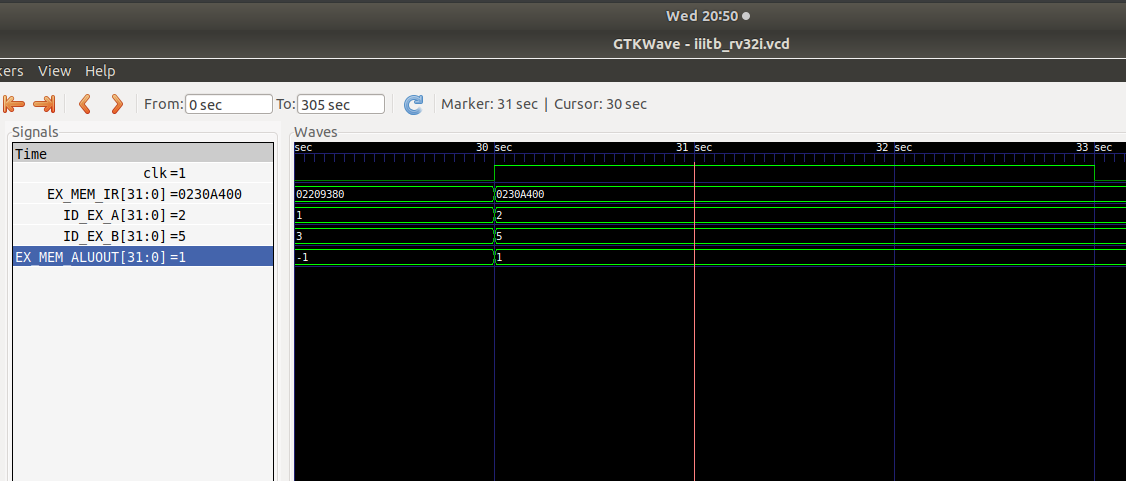 Wed 20:50
GTKWave - iiitb_rv32i.vcd
kers View Help
From: 0 sec To: 305 sec Marker: 31 sec | Cursor: 30 sec
Signals Waves
Time sec 30 sec 31 sec 32 sec 33 sec
clk =1
EX_MEM_IR[31:0] =0230A400 02209380 0230A400
ID_EX_A[31:0] =2 1 2
ID_EX_B[31:0] =5 3 5
EX_MEM_ALUOUT[31:0] =1 -1 1